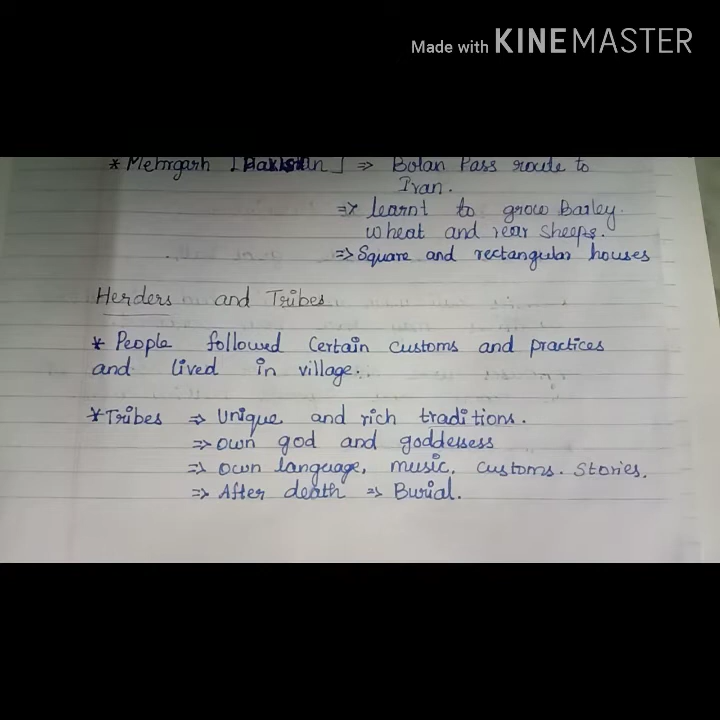 Made with KINEMASTER
* Mehrgarh [Pakistan] => Bolan Pass route to
Iran.
=> learnt to grow Barley.
wheat and rear sheeps.
=> Square and rectangular houses
Herders and Tribes
* People followed Certain customs and practices
and lived in village.
* Tribes => Unique and rich traditions.
=> own god and goddessess
=> own language, music, customs. Stories.
=> After death => Burial.